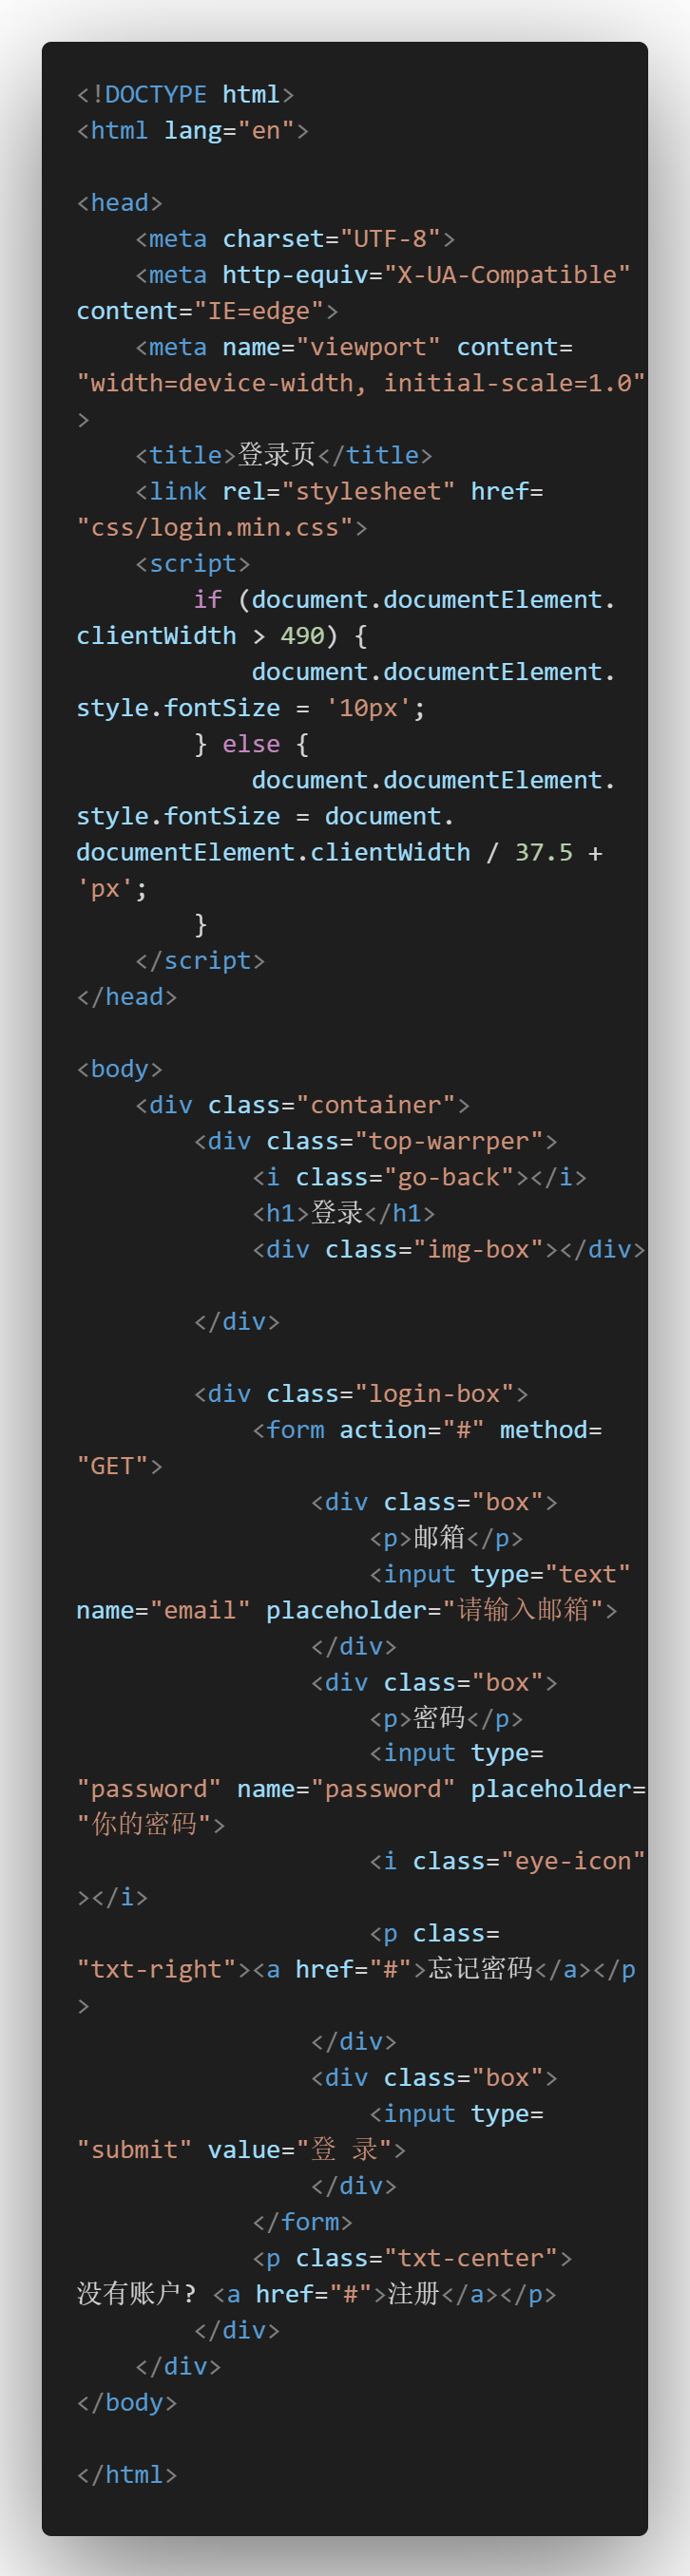 <!DOCTYPE html>
<html lang="en">
<head>
<meta charset="UTF-8">
<meta http-equiv="X-UA-Compatible"
content="IE=edge">
<meta name="viewport" content=
"width=device-width, initial-scale=1.0"
>
<title>登录页</title>
<link rel="stylesheet" href=
"css/login.min.css">
<script>
if (document.documentElement.
clientWidth > 490) {
document.documentElement.
style.fontSize = '10px';
} else {
document.documentElement.
style.fontSize = document.
documentElement.clientWidth / 37.5 +
'px';
}
</script>
</head>
<body>
<div class="container">
<div class="top-warrper">
<i class="go-back"></i>
<h1>登录</h1>
<div class="img-box"></div>
</div>
<div class="login-box">
<form action="#" method=
"GET">
<div class="box">
<p>邮箱</p>
<input type="text"
name="email" placeholder="请输入邮箱">
</div>
<div class="box">
<p>密码</p>
<input type=
"password" name="password" placeholder=
"你的密码">
<i class="eye-icon"
></i>
<p class=
"txt-right"><a href="#">忘记密码</a></p
>
</div>
<div class="box">
<input type=
"submit" value="登 录">
</div>
</form>
<p class="txt-center">
没有账户? <a href="#">注册</a></p>
</div>
</div>
</body>
</html>